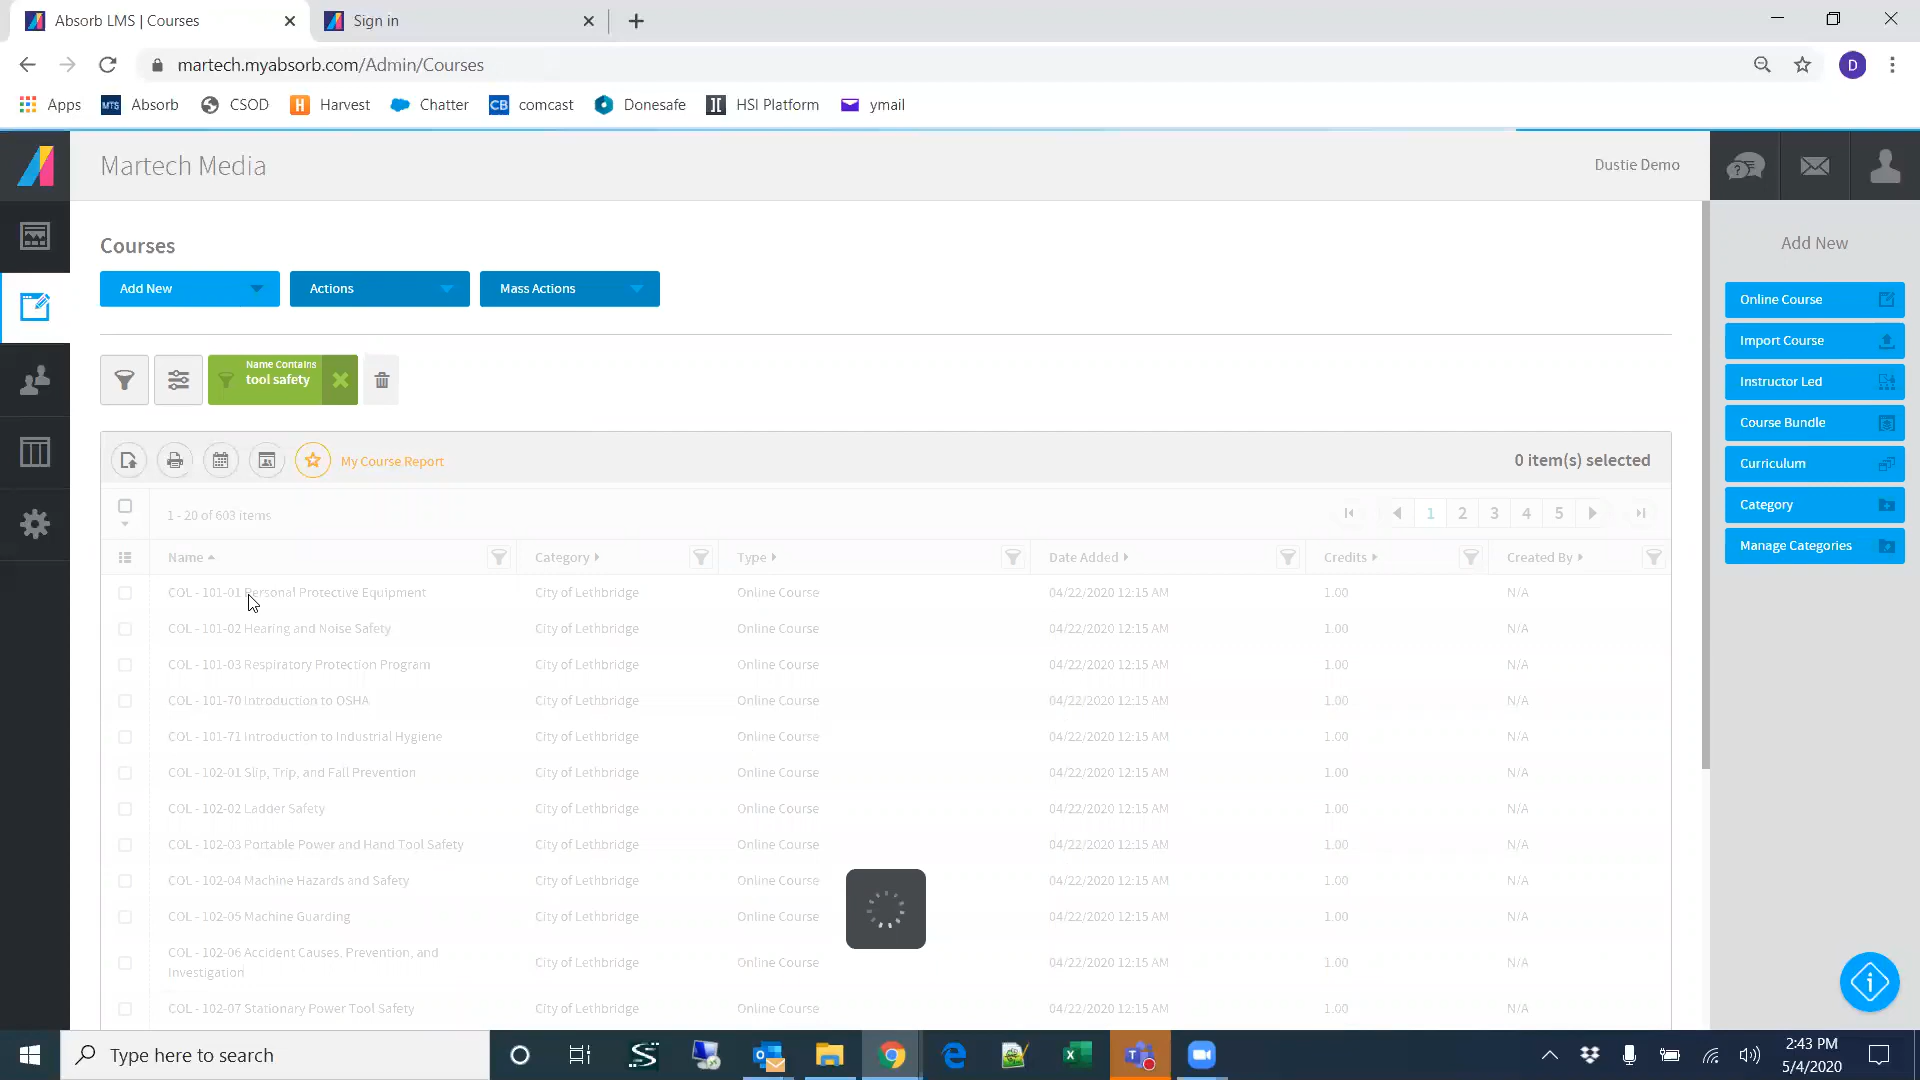 Absorb LMS | Courses
Sign in
martech.myabsorb.com/Admin/Courses
D
Apps
MTS Absorb
CSOD
H Harvest
Chatter
CB comcast
Donesafe
HSI Platform
ymail
Martech Media
Dustie Demo
Courses
Add New
Actions
Mass Actions
Name Contains
tool safety
My Course Report
0 item(s) selected
1 - 20 of 603 items
1 2 3 4 5
Name Category Type Date Added Credits Created By
COL - 101-01 Personal Protective Equipment City of Lethbridge Online Course 04/22/2020 12:15 AM 1.00 N/A
COL - 101-02 Hearing and Noise Safety City of Lethbridge Online Course 04/22/2020 12:15 AM 1.00 N/A
COL - 101-03 Respiratory Protection Program City of Lethbridge Online Course 04/22/2020 12:15 AM 1.00 N/A
COL - 101-70 Introduction to OSHA City of Lethbridge Online Course 04/22/2020 12:15 AM 1.00 N/A
COL - 101-71 Introduction to Industrial Hygiene City of Lethbridge Online Course 04/22/2020 12:15 AM 1.00 N/A
COL - 102-01 Slip, Trip, and Fall Prevention City of Lethbridge Online Course 04/22/2020 12:15 AM 1.00 N/A
COL - 102-02 Ladder Safety City of Lethbridge Online Course 04/22/2020 12:15 AM 1.00 N/A
COL - 102-03 Portable Power and Hand Tool Safety City of Lethbridge Online Course 04/22/2020 12:15 AM 1.00 N/A
COL - 102-04 Machine Hazards and Safety City of Lethbridge Online Course 04/22/2020 12:15 AM 1.00 N/A
COL - 102-05 Machine Guarding City of Lethbridge Online Course 04/22/2020 12:15 AM 1.00 N/A
COL - 102-06 Accident Causes, Prevention, and
Investigation City of Lethbridge Online Course 04/22/2020 12:15 AM 1.00 N/A
COL - 102-07 Stationary Power Tool Safety City of Lethbridge Online Course 04/22/2020 12:15 AM 1.00 N/A
Add New
Online Course
Import Course
Instructor Led
Course Bundle
Curriculum
Category
Manage Categories
Type here to search
2:43 PM
5/4/2020